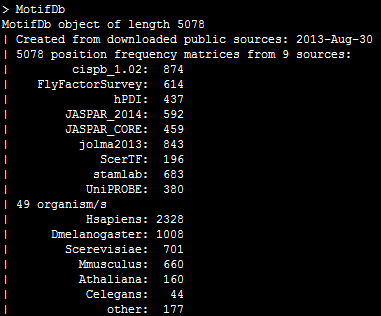 > MotifDb
MotifDb object of length 5078
| Created from downloaded public sources: 2013-Aug-30
| 5078 position frequency matrices from 9 sources:
| cispb_1.02: 874
| FlyFactorSurvey: 614
| hPDI: 437
| JASPAR_2014: 592
| JASPAR_CORE: 459
| jolma2013: 843
| ScerTF: 196
| stamlab: 683
| UniPROBE: 380
| 49 organism/s
| Hsapiens: 2328
| Dmelanogaster: 1008
| Scerevisiae: 701
| Mmusculus: 660
| Athaliana: 160
| Celegans: 44
| other: 177